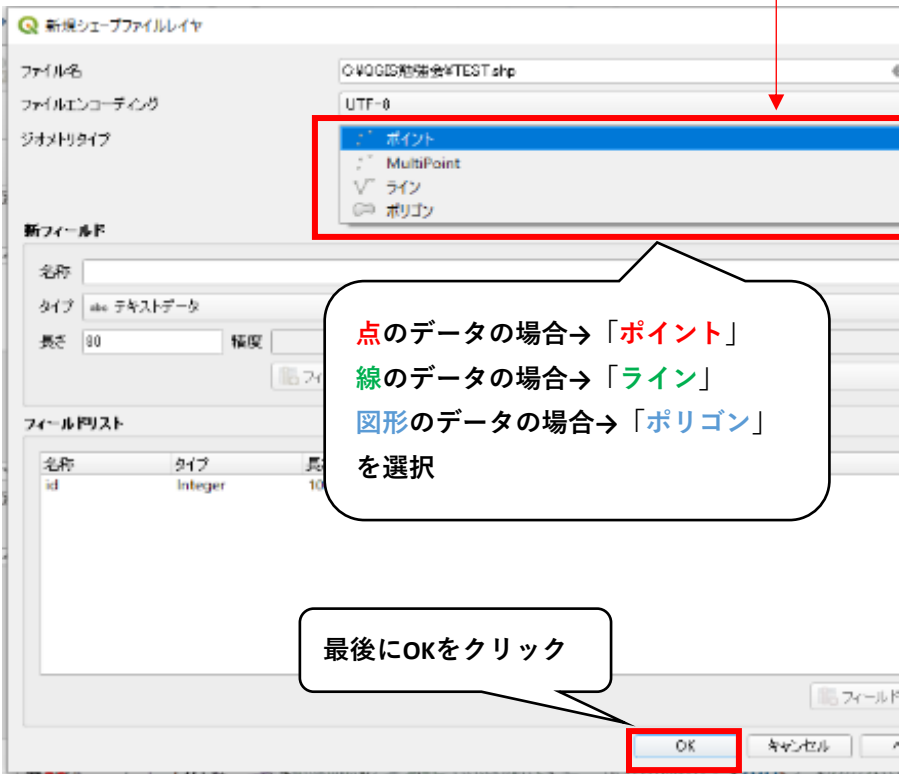 新規シェープファイルレイヤ
ファイル名 C:¥QGIS勉強会¥TEST.shp
ファイルエンコーディング UTF-8
ジオメトリタイプ ポイント
MultiPoint
ライン
ポリゴン
新フィールド
名称
タイプ abc テキストデータ
長さ 80 精度
点のデータの場合→「ポイント」
線のデータの場合→「ライン」
図形のデータの場合→「ポリゴン」
を選択
フィールドリスト
名称 タイプ
id Integer 10
最後にOKをクリック
フィールド
OK キャンセル